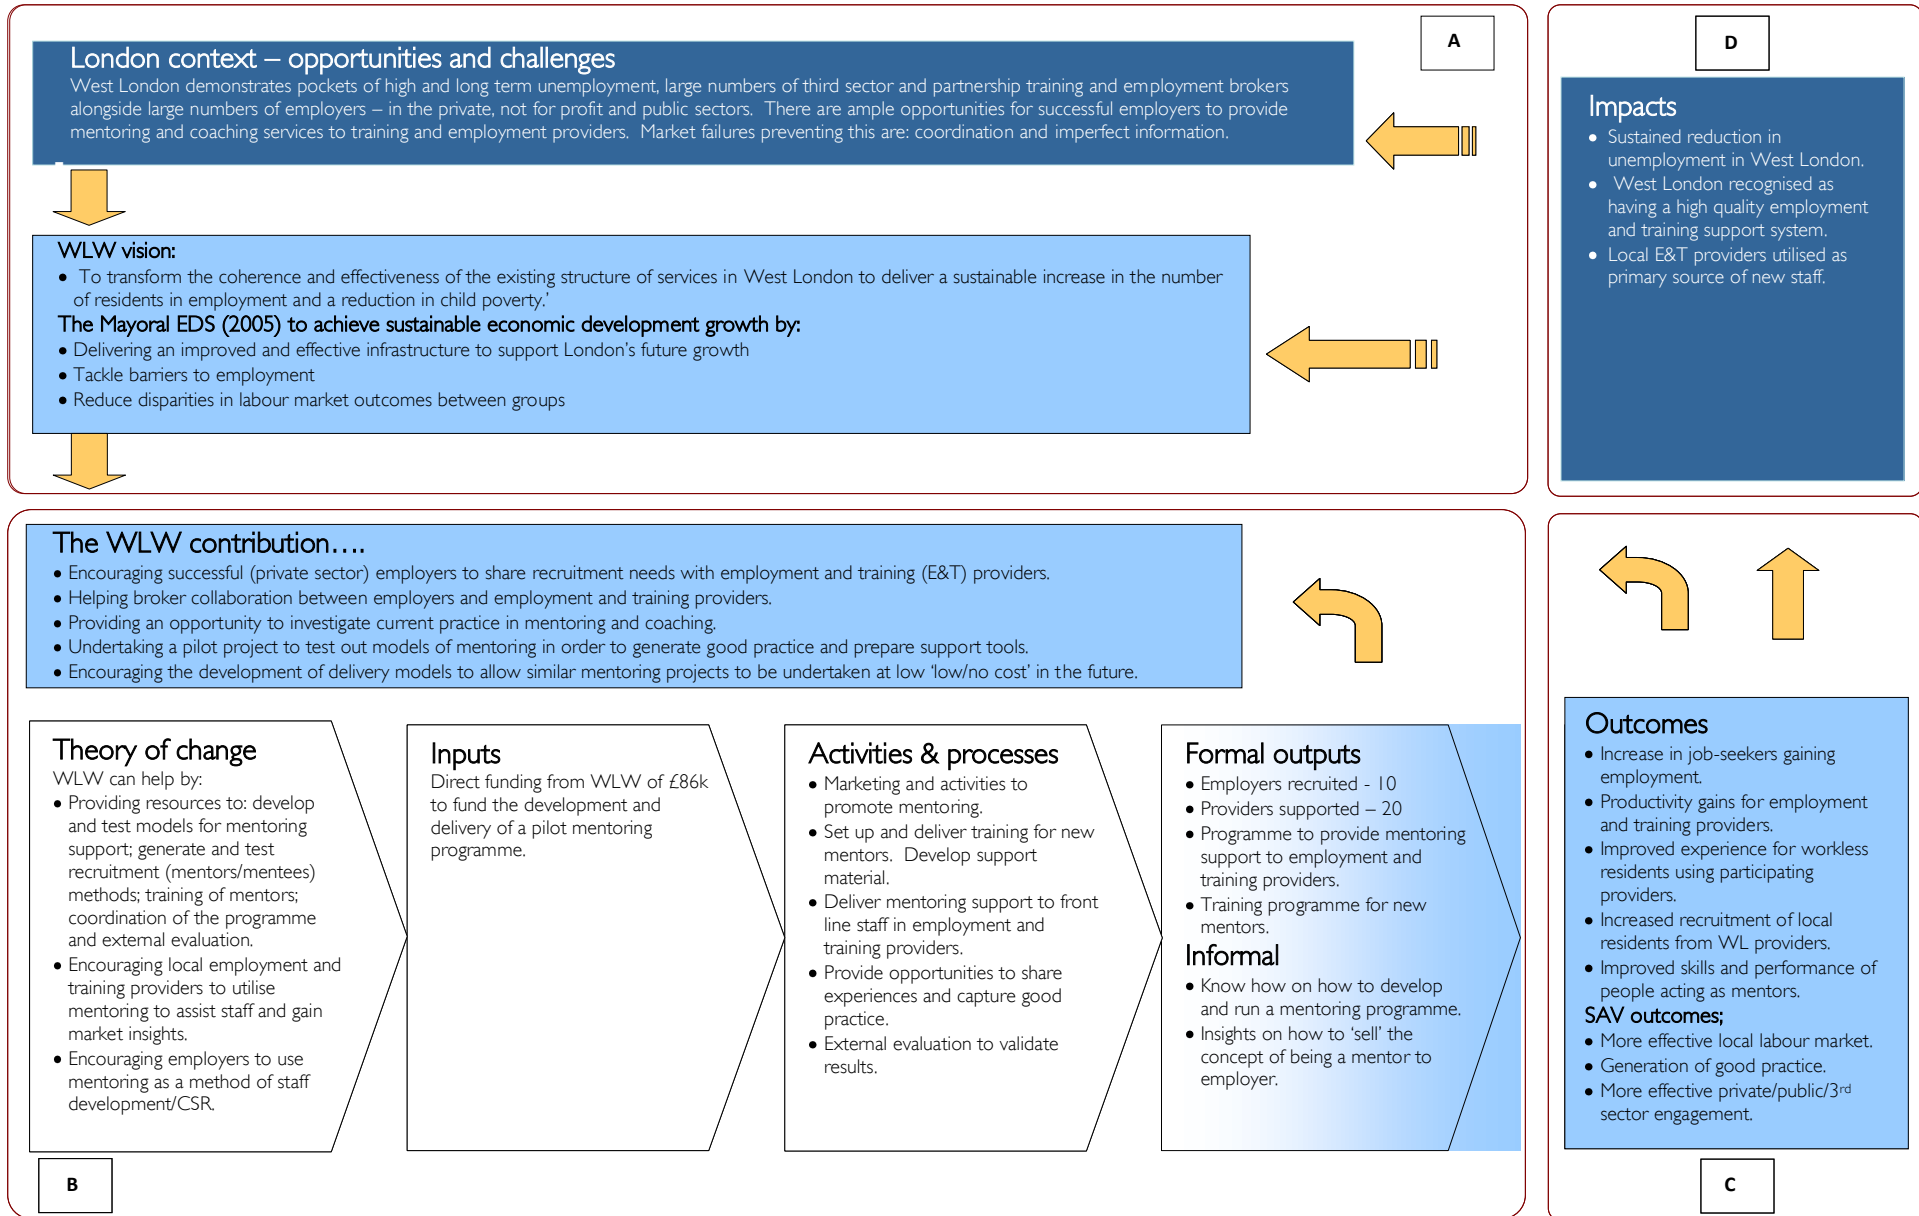 A
London context – opportunities and challenges
West London demonstrates pockets of high and long term unemployment, large numbers of third sector and partnership training and employment brokers
alongside large numbers of employers – in the private, not for profit and public sectors.  There are ample opportunities for successful employers to provide
mentoring and coaching services to training and employment providers.  Market failures preventing this are: coordination and imperfect information.
WLW vision:
• To transform the coherence and effectiveness of the existing structure of services in West London to deliver a sustainable increase in the number
of residents in employment and a reduction in child poverty.’
The Mayoral EDS (2005) to achieve sustainable economic development growth by:
• Delivering an improved and effective infrastructure to support London’s future growth
• Tackle barriers to employment
• Reduce disparities in labour market outcomes between groups
The WLW contribution….
• Encouraging successful (private sector) employers to share recruitment needs with employment and training (E&T) providers.
• Helping broker collaboration between employers and employment and training providers.
• Providing an opportunity to investigate current practice in mentoring and coaching.
• Undertaking a pilot project to test out models of mentoring in order to generate good practice and prepare support tools.
• Encouraging the development of delivery models to allow similar mentoring projects to be undertaken at low ‘low/no cost’ in the future.
Theory of change
WLW can help by:
• Providing resources to: develop
and test models for mentoring
support; generate and test
recruitment (mentors/mentees)
methods; training of mentors;
coordination of the programme
and external evaluation.
• Encouraging local employment and
training providers to utilise
mentoring to assist staff and gain
market insights.
• Encouraging employers to use
mentoring as a method of staff
development/CSR.
Inputs
Direct funding from WLW of £86k
to fund the development and
delivery of a pilot mentoring
programme.
Activities & processes
• Marketing and activities to
promote mentoring.
• Set up and deliver training for new
mentors.  Develop support
material.
• Deliver mentoring support to front
line staff in employment and
training providers.
• Provide opportunities to share
experiences and capture good
practice.
• External evaluation to validate
results.
Formal outputs
• Employers recruited - 10
• Providers supported – 20
• Programme to provide mentoring
support to employment and
training providers.
• Training programme for new
mentors.
Informal
• Know how on how to develop
and run a mentoring programme.
• Insights on how to ‘sell’ the
concept of being a mentor to
employer.
B
Outcomes
• Increase in job-seekers gaining
employment.
• Productivity gains for employment
and training providers.
• Improved experience for workless
residents using participating
providers.
• Increased recruitment of local
residents from WL providers.
• Improved skills and performance of
people acting as mentors.
SAV outcomes;
• More effective local labour market.
• Generation of good practice.
• More effective private/public/3rd
sector engagement.
C
D
Impacts
• Sustained reduction in
unemployment in West London.
• West London recognised as
having a high quality employment
and training support system.
• Local E&T providers utilised as
primary source of new staff.